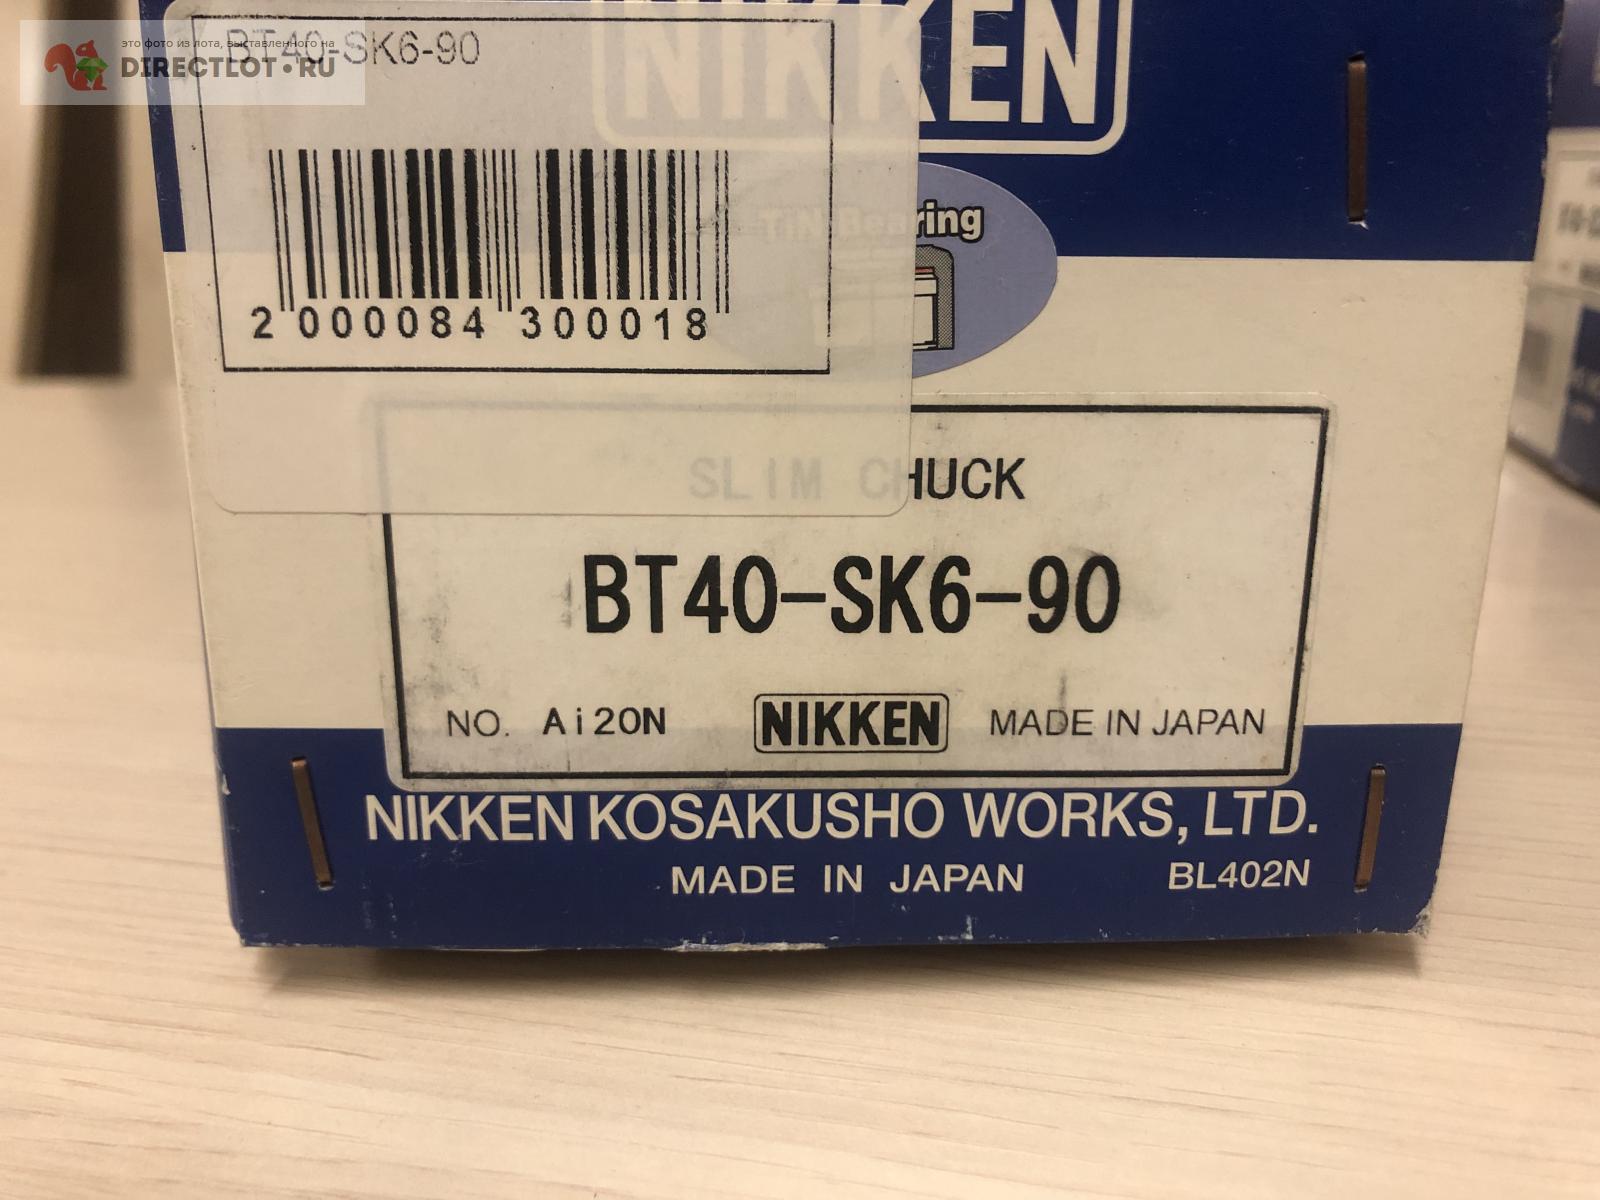 это фото из лота, выставленного на
DIRECTLOT•RU
BT40-SK6-90
NIKKEN
TiN Bearing
2 000084 300018
SLIM CHUCK
BT40-SK6-90
NO. Ai20N NIKKEN MADE IN JAPAN
NIKKEN KOSAKUSHO WORKS, LTD.
MADE IN JAPAN BL402N